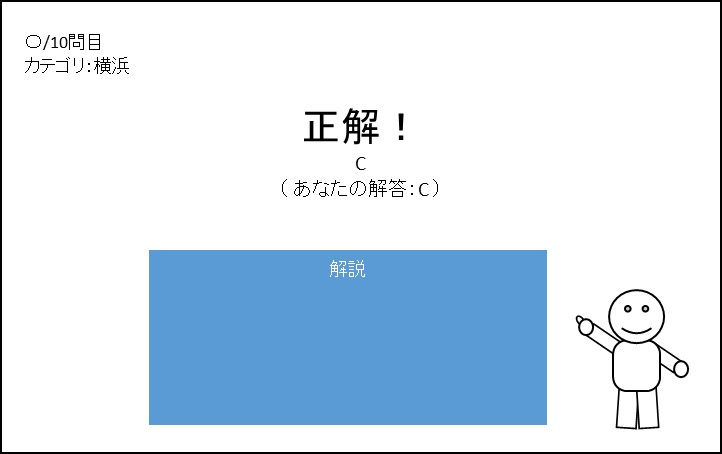 〇/10問目
カテゴリ：横浜
正解！
C
（あなたの解答：C）
解説